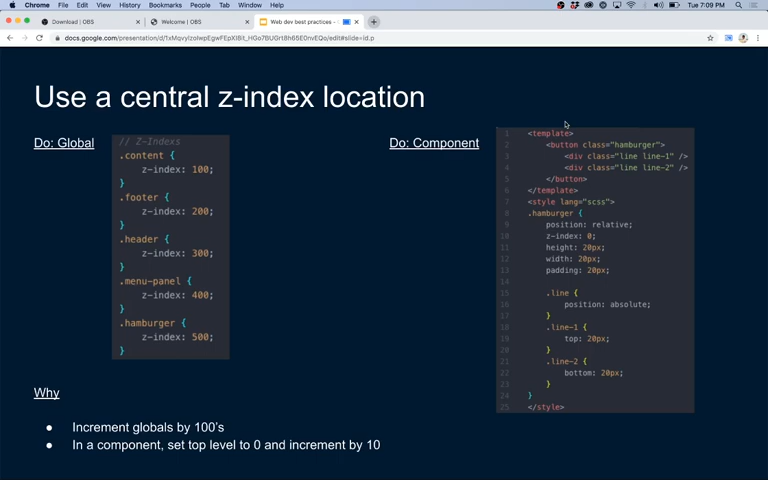 Chrome File Edit View History Bookmarks People Tab Window Help Tue 7:09 PM
Download | OBS Welcome | OBS Web dev best practices -
Use a central z-index location
Do: Global
// Z-Indexs
.content {
z-index: 100;
}
.footer {
z-index: 200;
}
.header {
z-index: 300;
}
.menu-panel {
z-index: 400;
}
.hamburger {
z-index: 500;
}
Do: Component
1 <template>
2 <button class="hamburger">
3 <div class="line line-1" />
4 <div class="line line-2" />
5 </button>
6 </template>
7 <style lang="scss">
8 .hamburger {
9 position: relative;
10 z-index: 0;
11 height: 20px;
12 width: 20px;
13 padding: 20px;
14
15 .line {
16 position: absolute;
17 }
18 .line-1 {
19 top: 20px;
20 }
21 .line-2 {
22 bottom: 20px;
23 }
24 }
25 </style>
Why
● Increment globals by 100's
● In a component, set top level to 0 and increment by 10